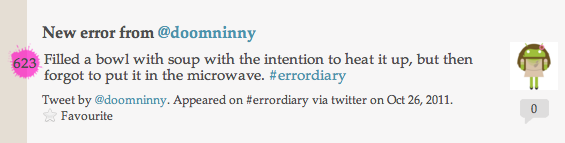 New error from @doomninny
623
Filled a bowl with soup with the intention to heat it up, but then
forgot to put it in the microwave. #errordiary
Tweet by @doomninny. Appeared on #errordiary via twitter on Oct 26, 2011.
Favourite
0